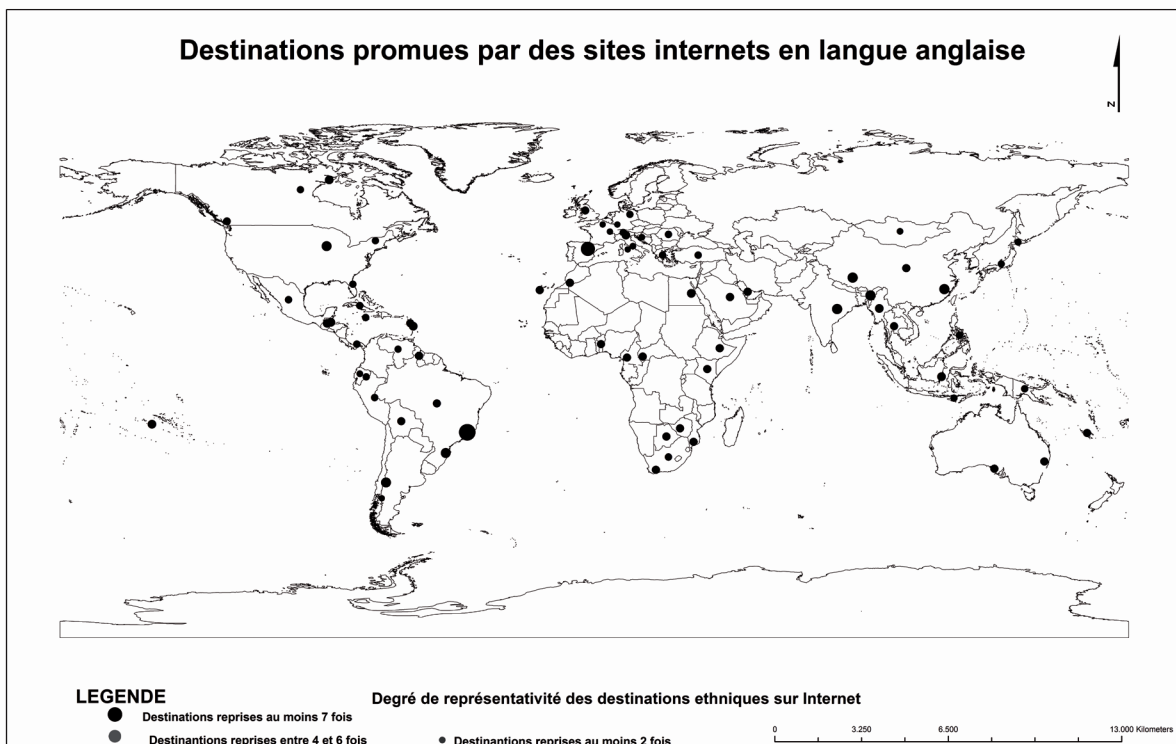 Destinations promues par des sites internets en langue anglaise
N
LEGENDE
Degré de représentativité des destinations ethniques sur Internet
Destinations reprises au moins 7 fois
Destinantions reprises entre 4 et 6 fois
Destinantions reprises au moins 2 fois
0 3.250 6.500 13.000 Kilometers